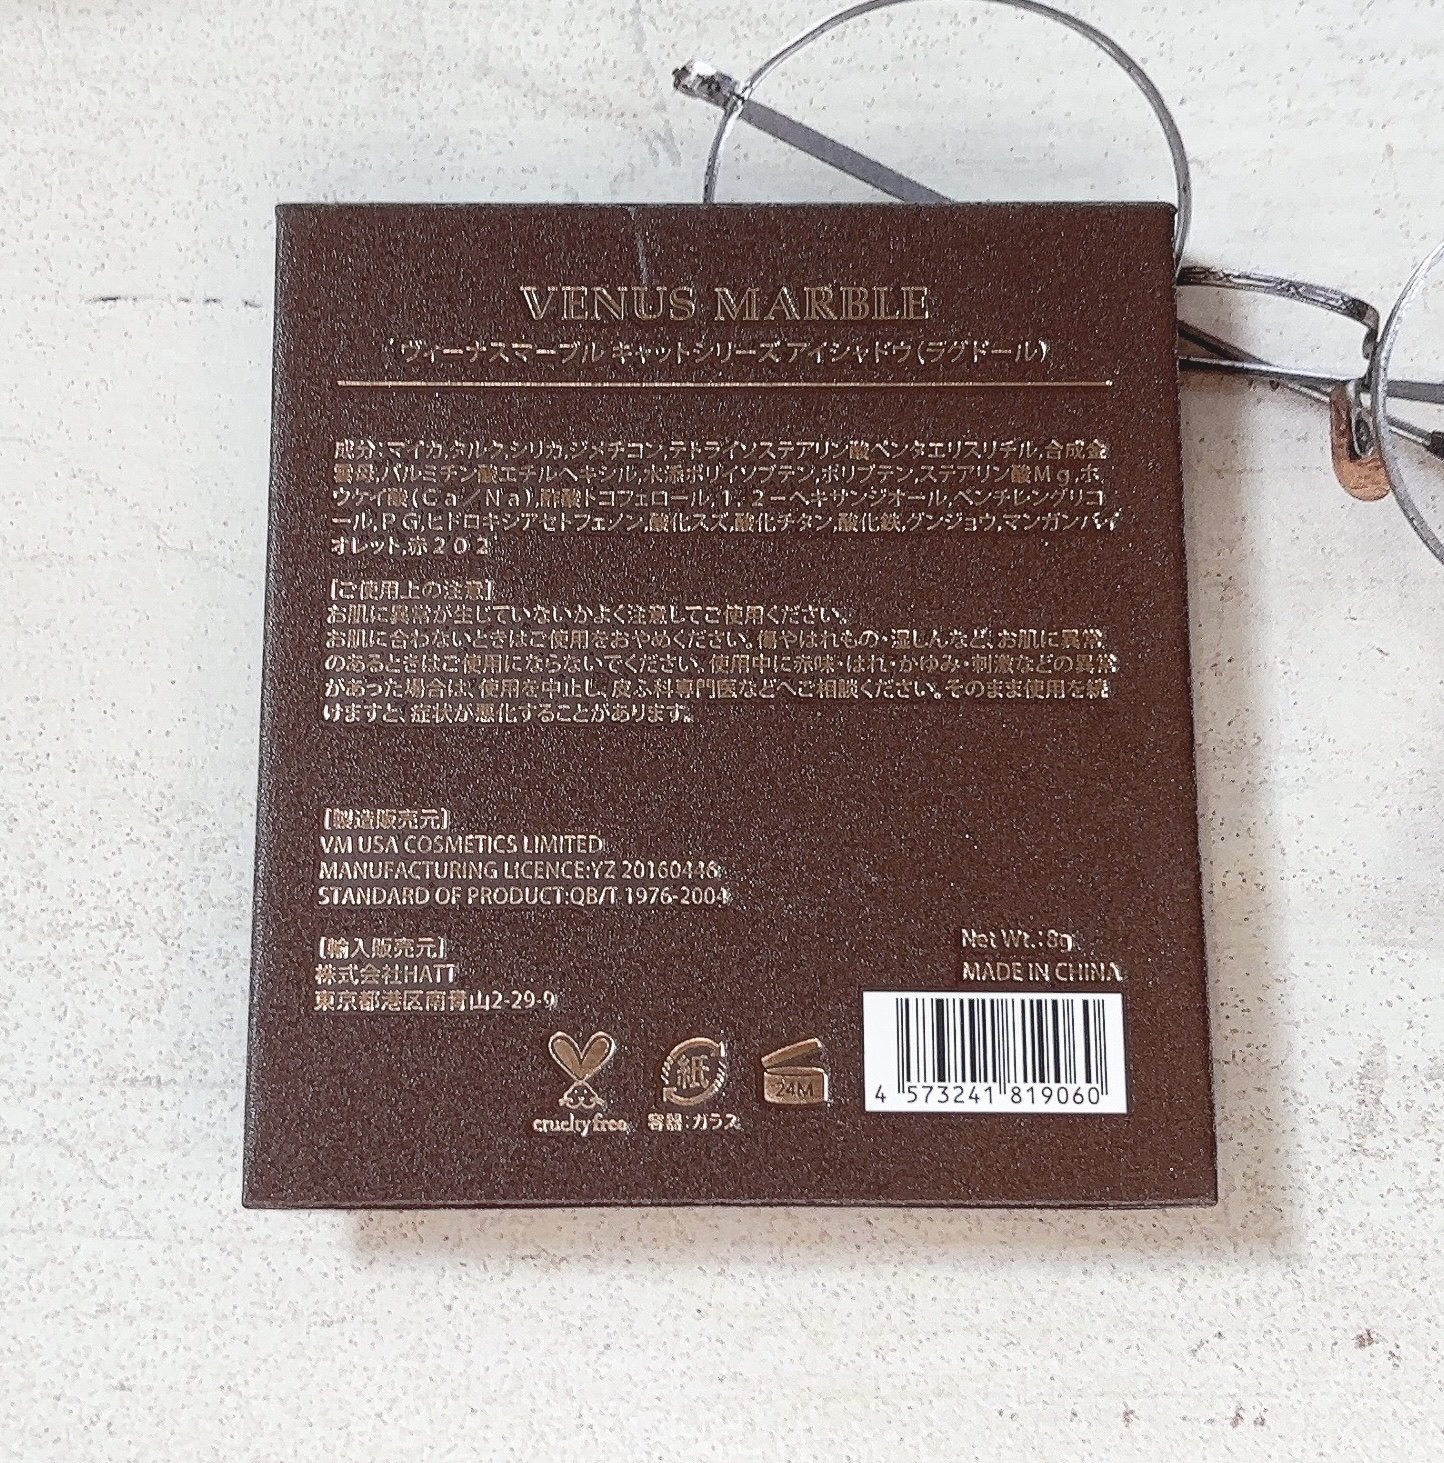 VENUS MARBLE
ヴィーナスマーブル キャットシリーズ アイシャドウ(ラグドール)
成分:マイカ,タルク,シリカ,ジメチコン,テトライソステアリン酸ペンタエリスリチル,合成金
雲母,パルミチン酸エチルヘキシル,水添ポリイソブテン,ポリブテン,ステアリン酸Mg,ホ
ウケイ酸(Ca/Na),酢酸トコフェロール,1,2-ヘキサンジオール,ペンチレングリコ
ール,PG,ヒドロキシアセトフェノン,酸化スズ,酸化チタン,酸化鉄,グンジョウ,マンガンバイ
オレット,赤202
[ご使用上の注意]
お肌に異常が生じていないかよく注意してご使用ください。
お肌に合わないときはご使用をおやめください。傷やはれもの・湿しんなど、お肌に異常
のあるときはご使用にならないでください。使用中に赤味・はれ・かゆみ・刺激などの異常
があった場合は、使用を中止し、皮ふ科専門医などへご相談ください。そのまま使用を続
けますと、症状が悪化することがあります。
[製造販売元]
VM USA COSMETICS LIMITED
MANUFACTURING LICENCE:YZ 20160446
STANDARD OF PRODUCT:QB/T 1976-2004
[輸入販売元]
株式会社HATT
東京都港区南青山2-29-9
Net Wt.:8g
MADE IN CHINA
紙
24M
4 573241 819060
crueltyfree
容器:ガラス